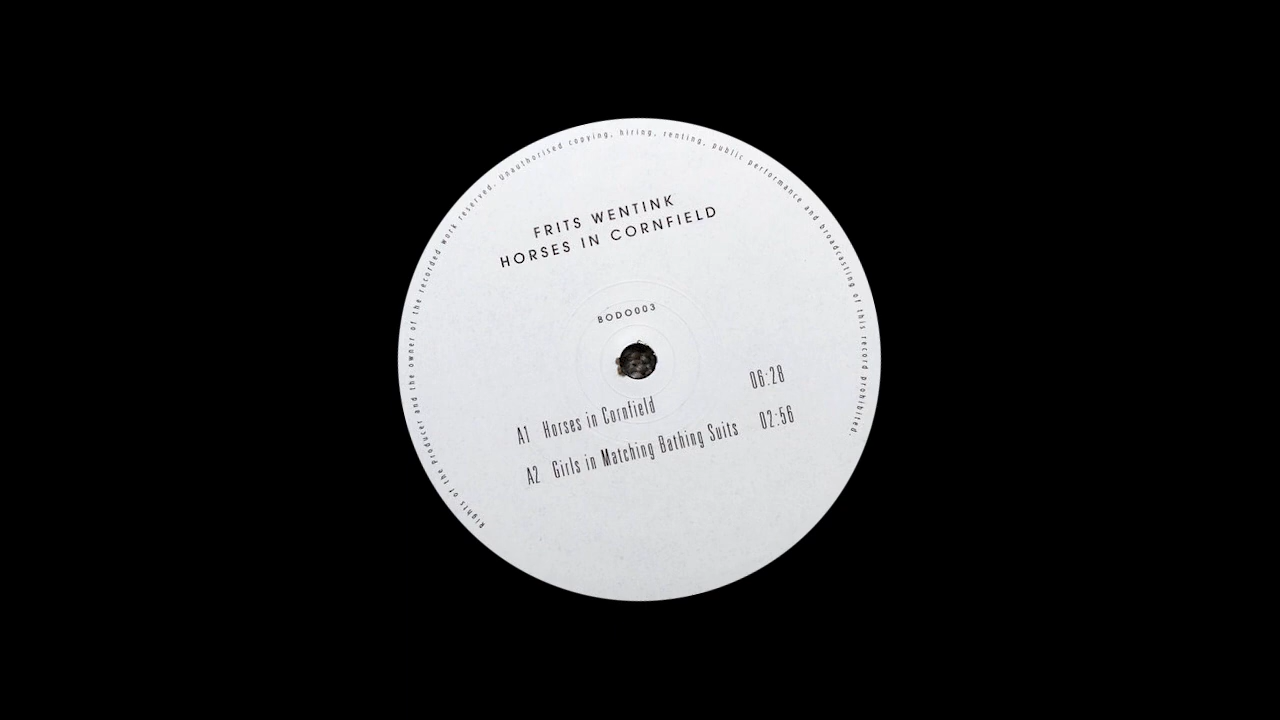 Rights of the Producer and the owner of the recorded work reserved. Unauthorised copying, hiring, renting, public performance and broadcasting of this record prohibited.
FRITS WENTINK
HORSES IN CORNFIELD
BODO003
A1 Horses in Cornfield 06:28
A2 Girls in Matching Bathing Suits 02:56